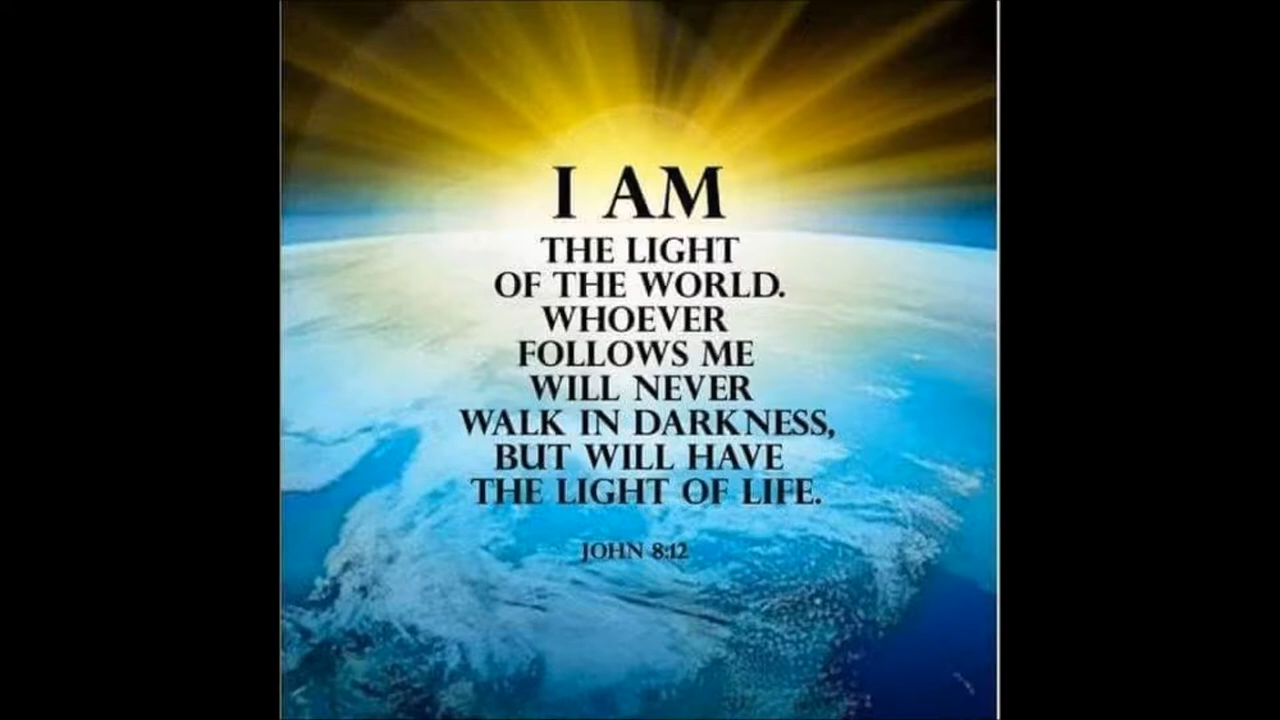 I AM
THE LIGHT
OF THE WORLD.
WHOEVER
FOLLOWS ME
WILL NEVER
WALK IN DARKNESS,
BUT WILL HAVE
THE LIGHT OF LIFE.
JOHN 8:12